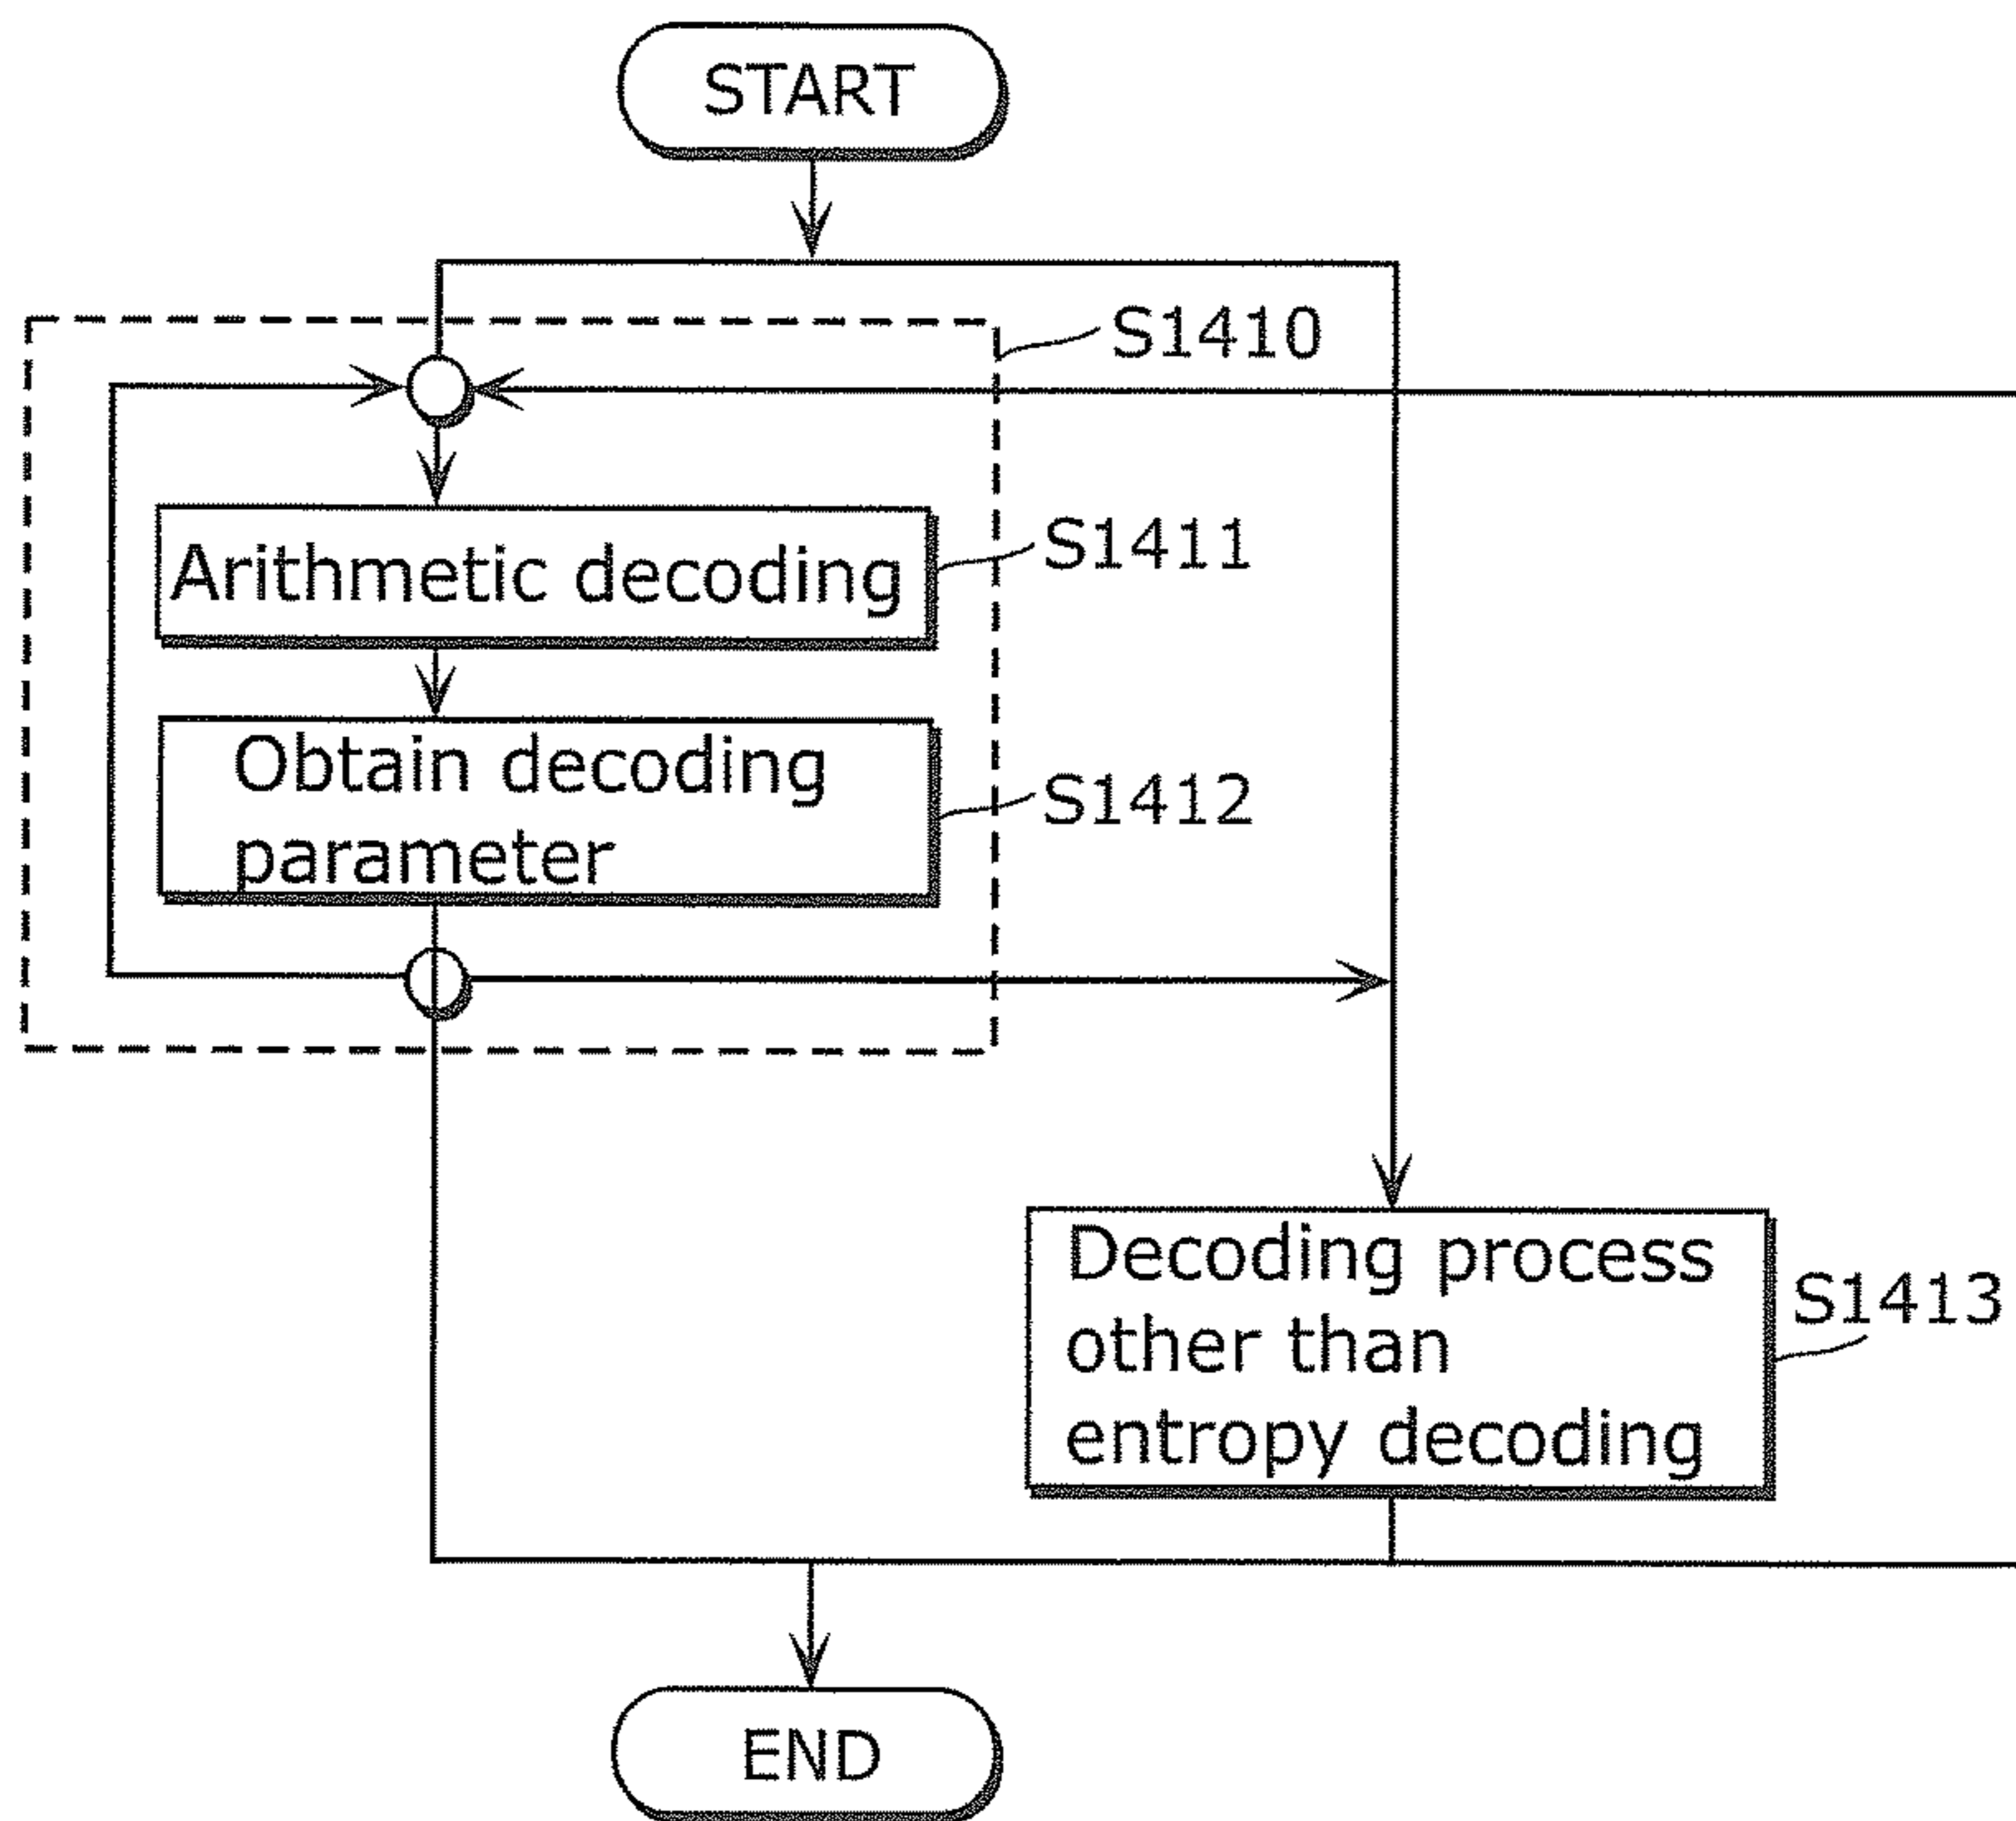 START
S1410
Arithmetic decoding
S1411
Obtain decoding
parameter
S1412
Decoding process
other than
entropy decoding
S1413
END